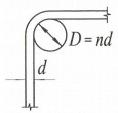 D = nd
d